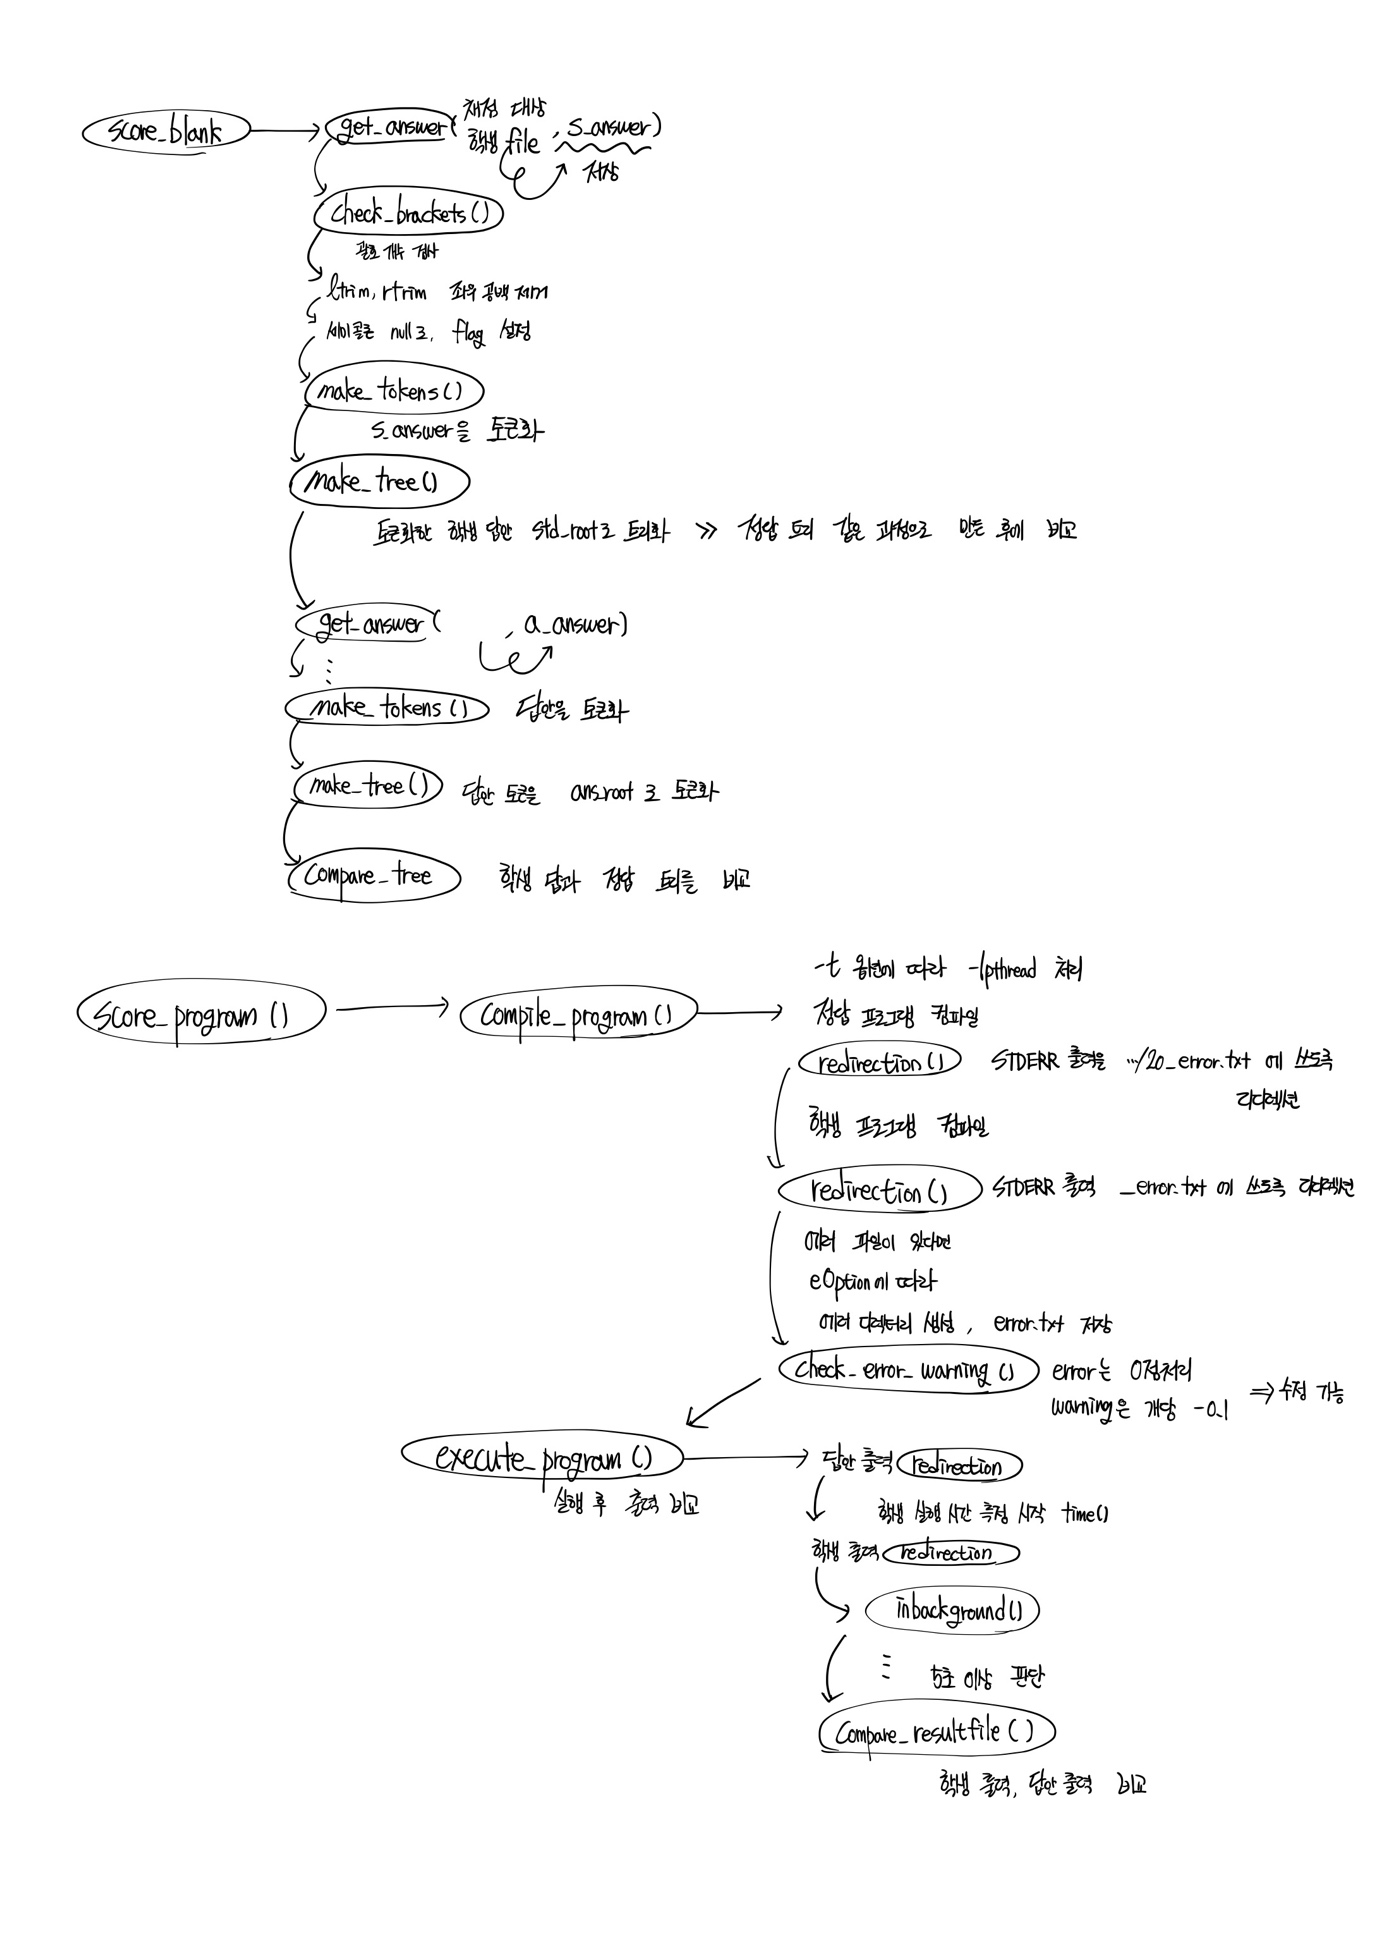 score_blank
get_answer( 채점 대상
학생 file , s_answer)
저장
check_brackets()
괄호 개수 검사
ltrim, rtrim 좌우 공백 제거
세미콜론 null로, flag 설정
make_tokens()
s_answer을 토큰화
make_tree()
토큰화한 학생 답안 std_root로 트리화 >> 정답 트리 같은 과정으로 만든 후에 비교
get_answer( , a_answer)
⋮
make_tokens() 답안을 토큰화
make_tree() 답안 토큰을 ans_root로 토큰화
compare_tree 학생 답과 정답 트리를 비교
-t 옵션에 따라 -lpthread 처리
score_program() compile_program() 정답 프로그램 컴파일
redirection() STDERR 출력을 …/20_error.txt 에 쓰도록
리다렉션
학생 프로그램 컴파일
redirection() STDERR 출력 _error.txt 에 쓰도록 리다렉션
에러 파일이 있다면
eOption에 따라
에러 디렉터리 생성, error.txt 저장
check_error_warning() error는 0점처리
warning은 개당 -0.1 ⇒ 수정 가능
execute_program() 답안 출력 redirection
실행 후 출력 비교
학생 실행 시간 측정 시작 time()
학생 출력 redirection
inbackground()
⋮ 5초 이상 판단
compare_resultfile()
학생 출력, 답안 출력 비교